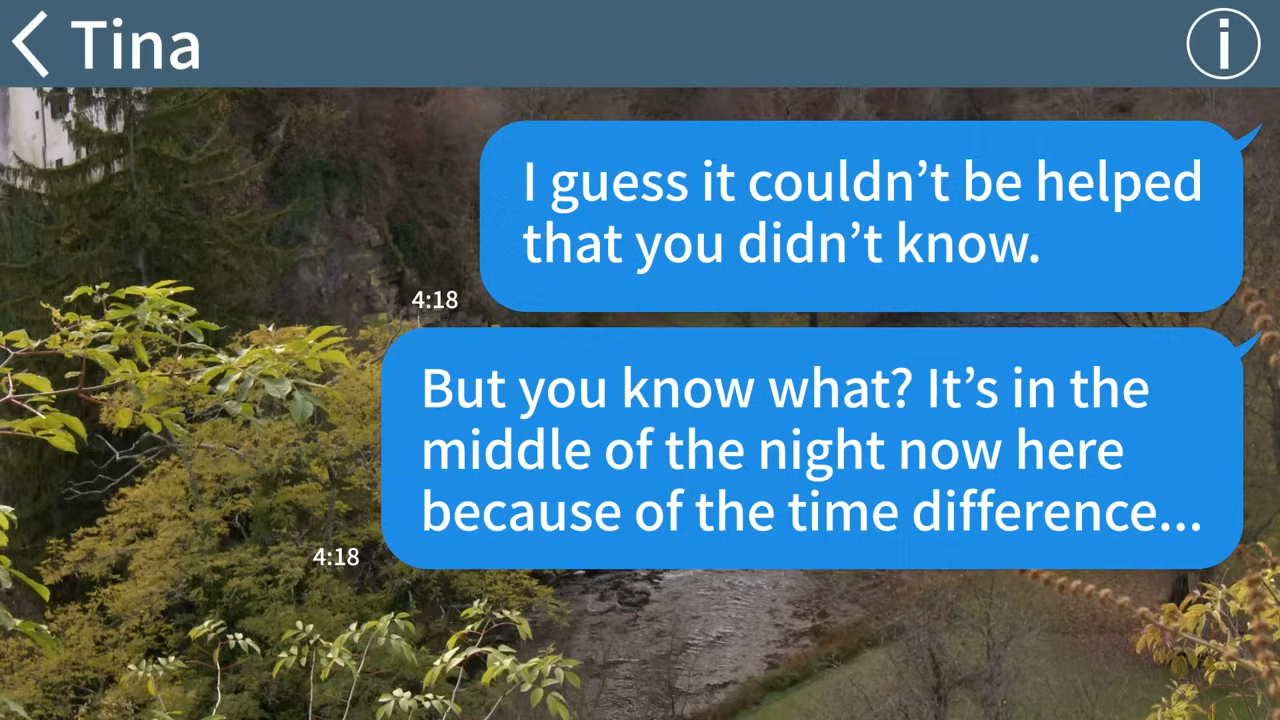 Tina
I guess it couldn’t be helped
that you didn’t know.
4:18
But you know what? It’s in the
middle of the night now here
because of the time difference...
4:18